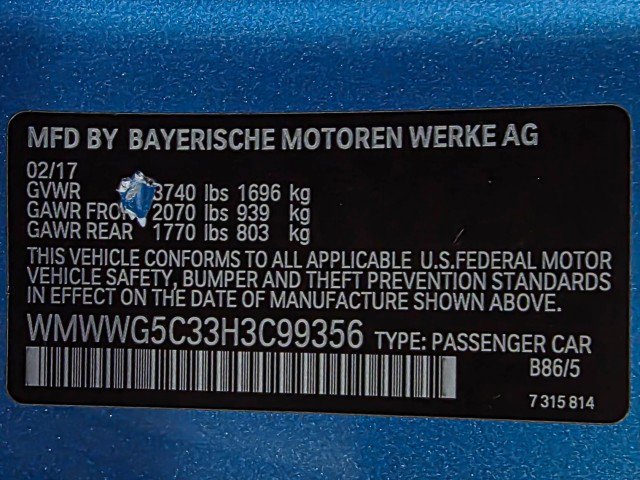 MFD BY BAYERISCHE MOTOREN WERKE AG
02/17
GVWR 3740 lbs 1696 kg
GAWR FRO 2070 lbs 939 kg
GAWR REAR 1770 lbs 803 kg
THIS VEHICLE CONFORMS TO ALL APPLICABLE U.S.FEDERAL MOTOR
VEHICLE SAFETY, BUMPER AND THEFT PREVENTION STANDARDS
IN EFFECT ON THE DATE OF MANUFACTURE SHOWN ABOVE.
WMWWG5C33H3C99356 TYPE: PASSENGER CAR
B86/5
7 315 814